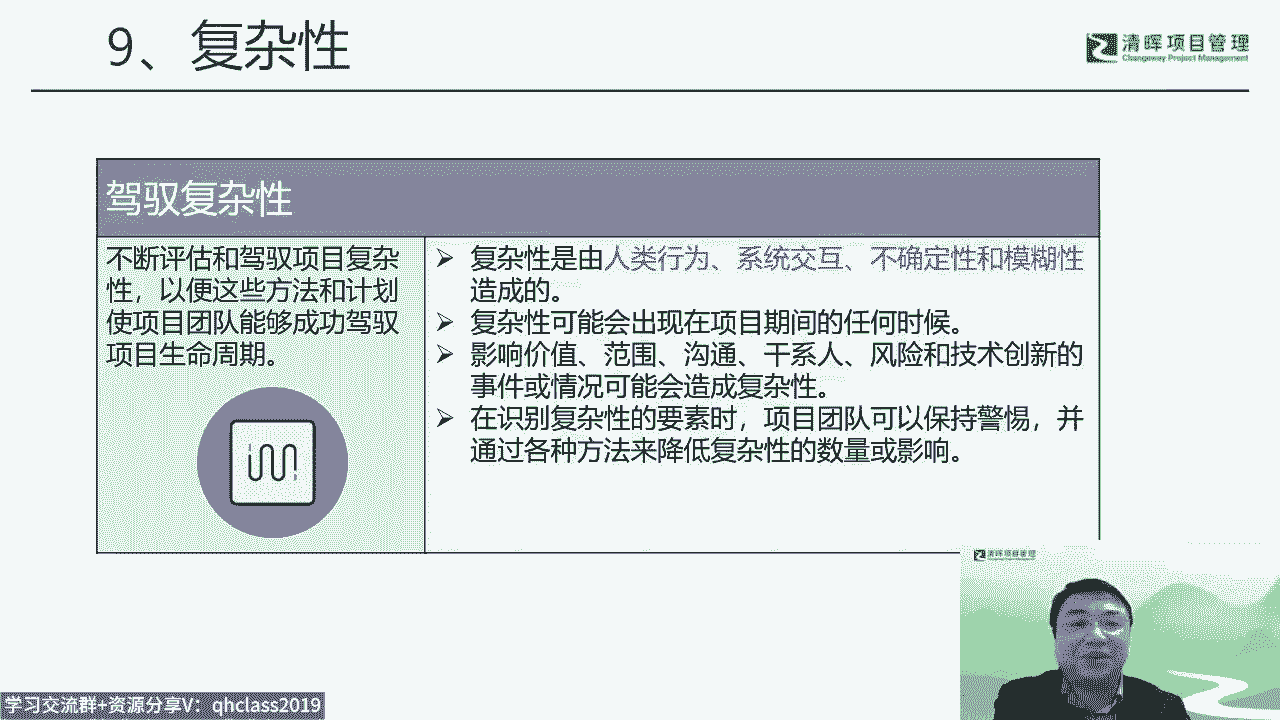 9、复杂性
清晖项目管理
Changeway Project Management
驾驭复杂性
不断评估和驾驭项目复杂
性，以便这些方法和计划
使项目团队能够成功驾驭
项目生命周期。
➢ 复杂性是由人类行为、系统交互、不确定性和模糊性
造成的。
➢ 复杂性可能会出现在项目期间的任何时候。
➢ 影响价值、范围、沟通、干系人、风险和技术创新的
事件或情况可能会造成复杂性。
➢ 在识别复杂性的要素时，项目团队可以保持警惕，并
通过各种方法来降低复杂性的数量或影响。
清晖项目管理
学习交流群+资源分享V：qhclass2019